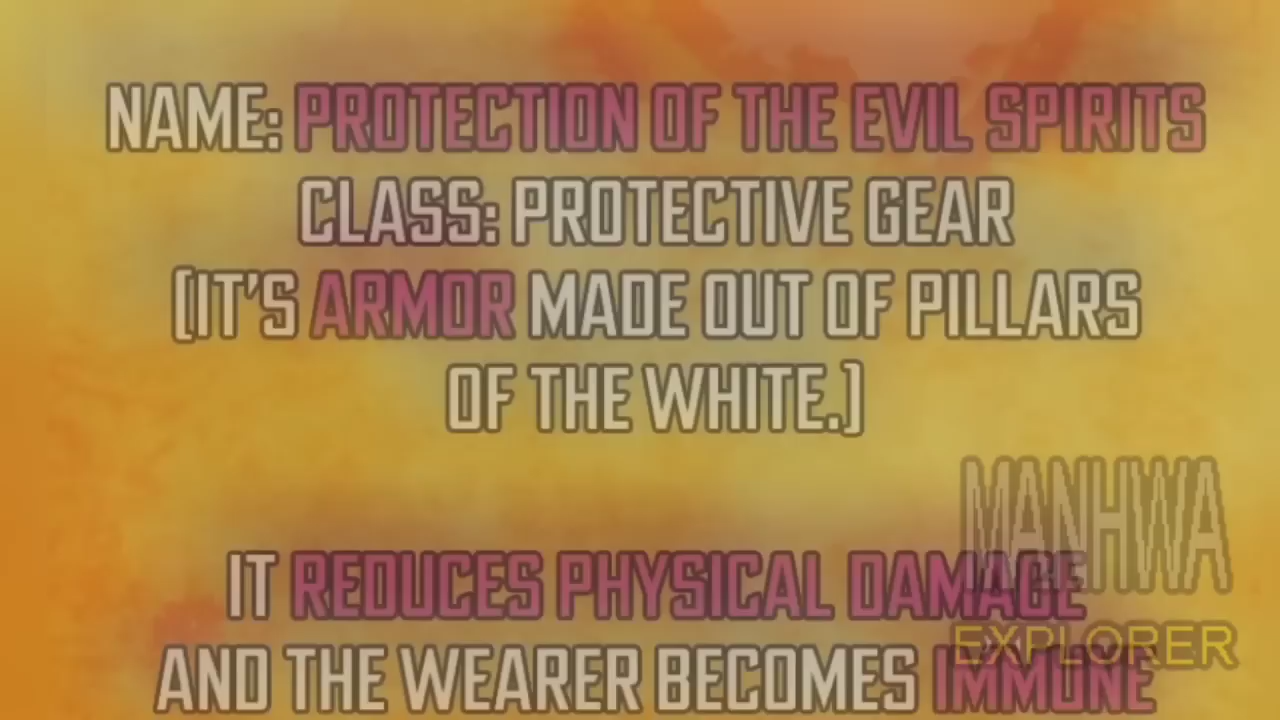 NAME: PROTECTION OF THE EVIL SPIRITS
CLASS: PROTECTIVE GEAR
[IT'S ARMOR MADE OUT OF PILLARS
OF THE WHITE.]
IT REDUCES PHYSICAL DAMAGE
AND THE WEARER BECOMES IMMUNE
MANHWA
EXPLORER